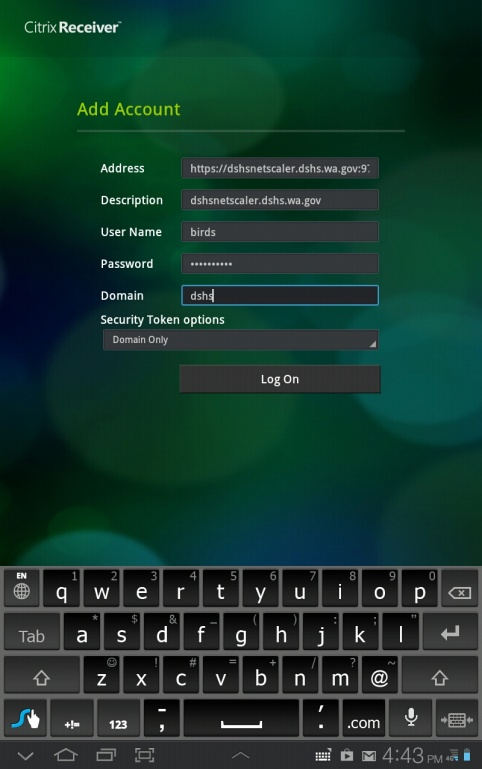 Citrix Receiver™
Add Account
Address https://dshsnetscaler.dshs.wa.gov:9
Description dshsnetscaler.dshs.wa.gov
User Name birds
Password ••••••••••
Domain dshs
Security Token options
Domain Only
Log On
EN 1 2 3 4 5 6 7 8 9 0
q w e r t y u i o p
* $ & _ ( ) : ; "
Tab a s d f g h j k l
! # = + / ? ~
z x c v b n m @
+!= 123 - , ' . .com
4:43 PM 4G